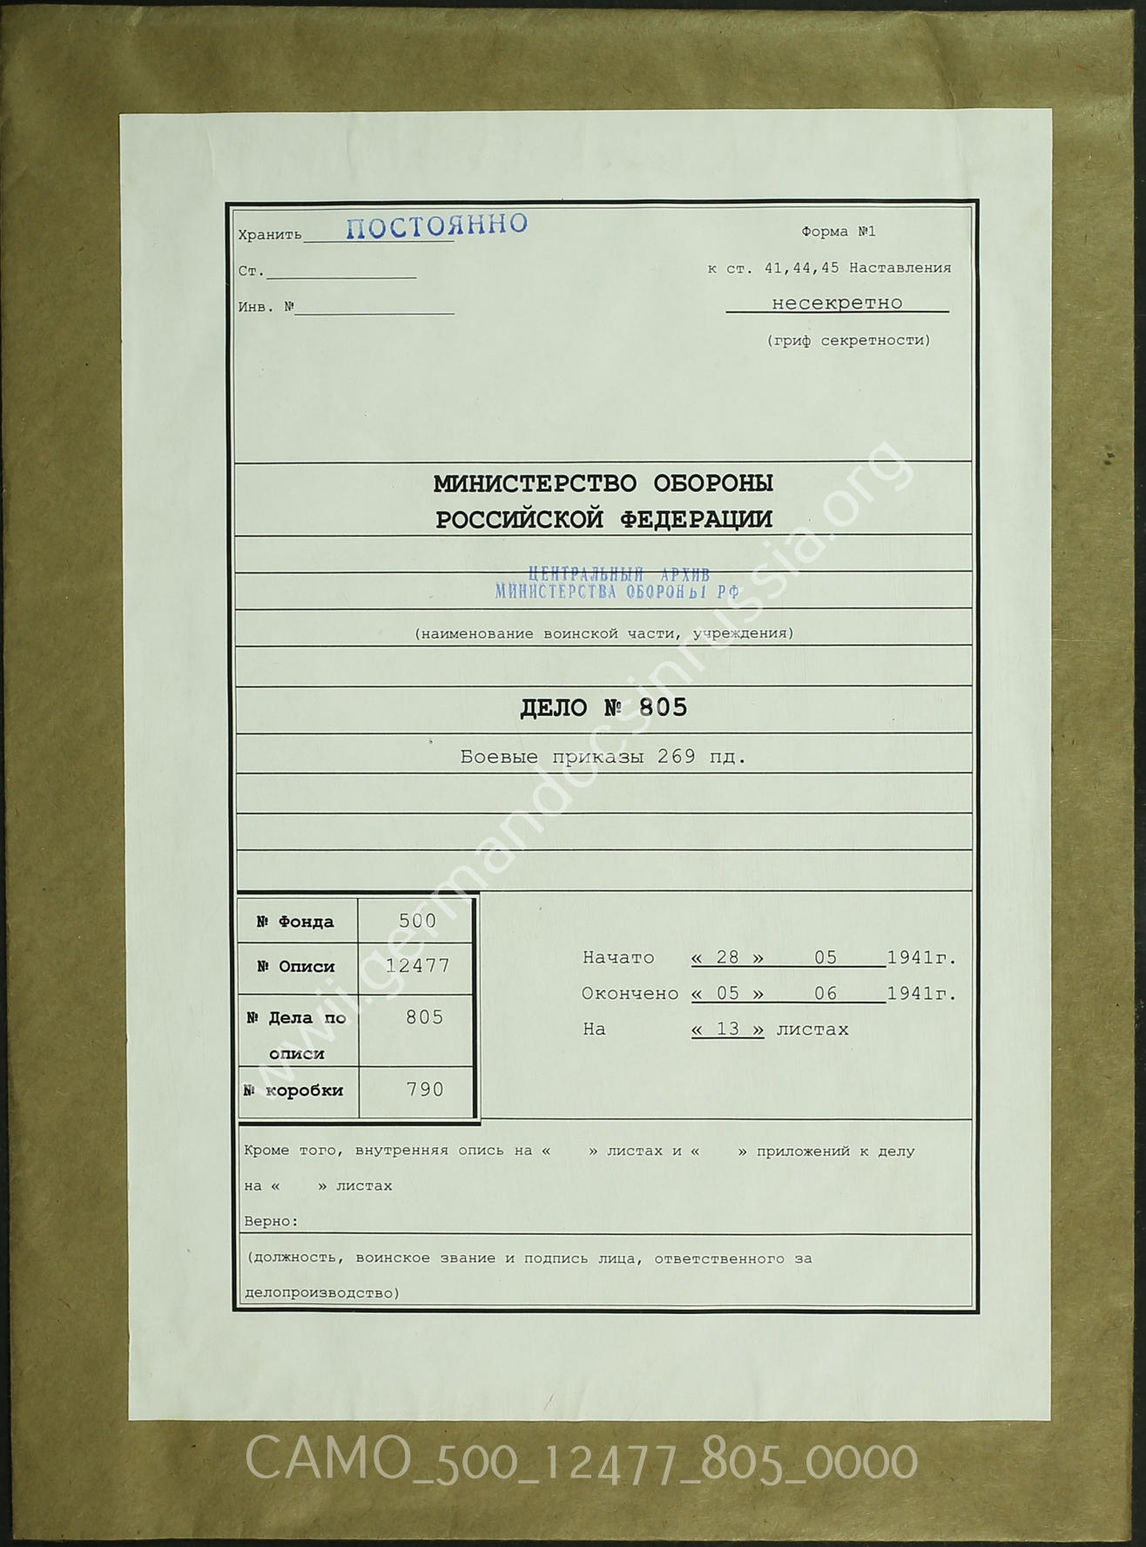 Хранить ПОСТОЯННО
Форма №1
Ст.
к ст. 41,44,45 Наставления
Инв. №
несекретно
(гриф секретности)
МИНИСТЕРСТВО ОБОРОНЫ
РОССИЙСКОЙ ФЕДЕРАЦИИ
ЦЕНТРАЛЬНЫЙ АРХИВ
МИНИСТЕРСТВА ОБОРОНЫ РФ
(наименование воинской части, учреждения)
ДЕЛО № 805
Боевые приказы 269 пд.
№ Фонда 500
№ Описи 12477
№ Дела по описи 805
№ коробки 790
Начато « 28 » 05 1941г.
Окончено « 05 » 06 1941г.
На « 13 » листах
Кроме того, внутренняя опись на « » листах и « » приложений к делу
на « » листах
Верно:
(должность, воинское звание и подпись лица, ответственного за
делопроизводство)
wwii.germandocsinrussia.org
CAMO_500_12477_805_0000